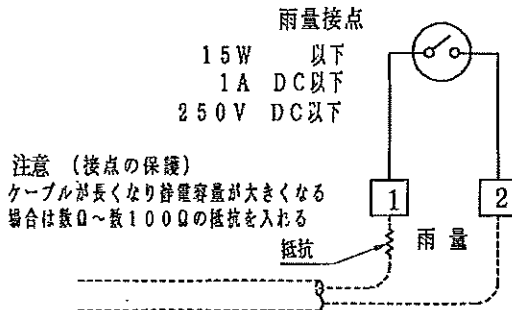 雨量接点
15W 以下
1A DC以下
250V DC以下
注意 (接点の保護)
ケーブルが長くなり静電容量が大きくなる
場合は数Ω～数100Ωの抵抗を入れる
1
2
抵抗
雨量